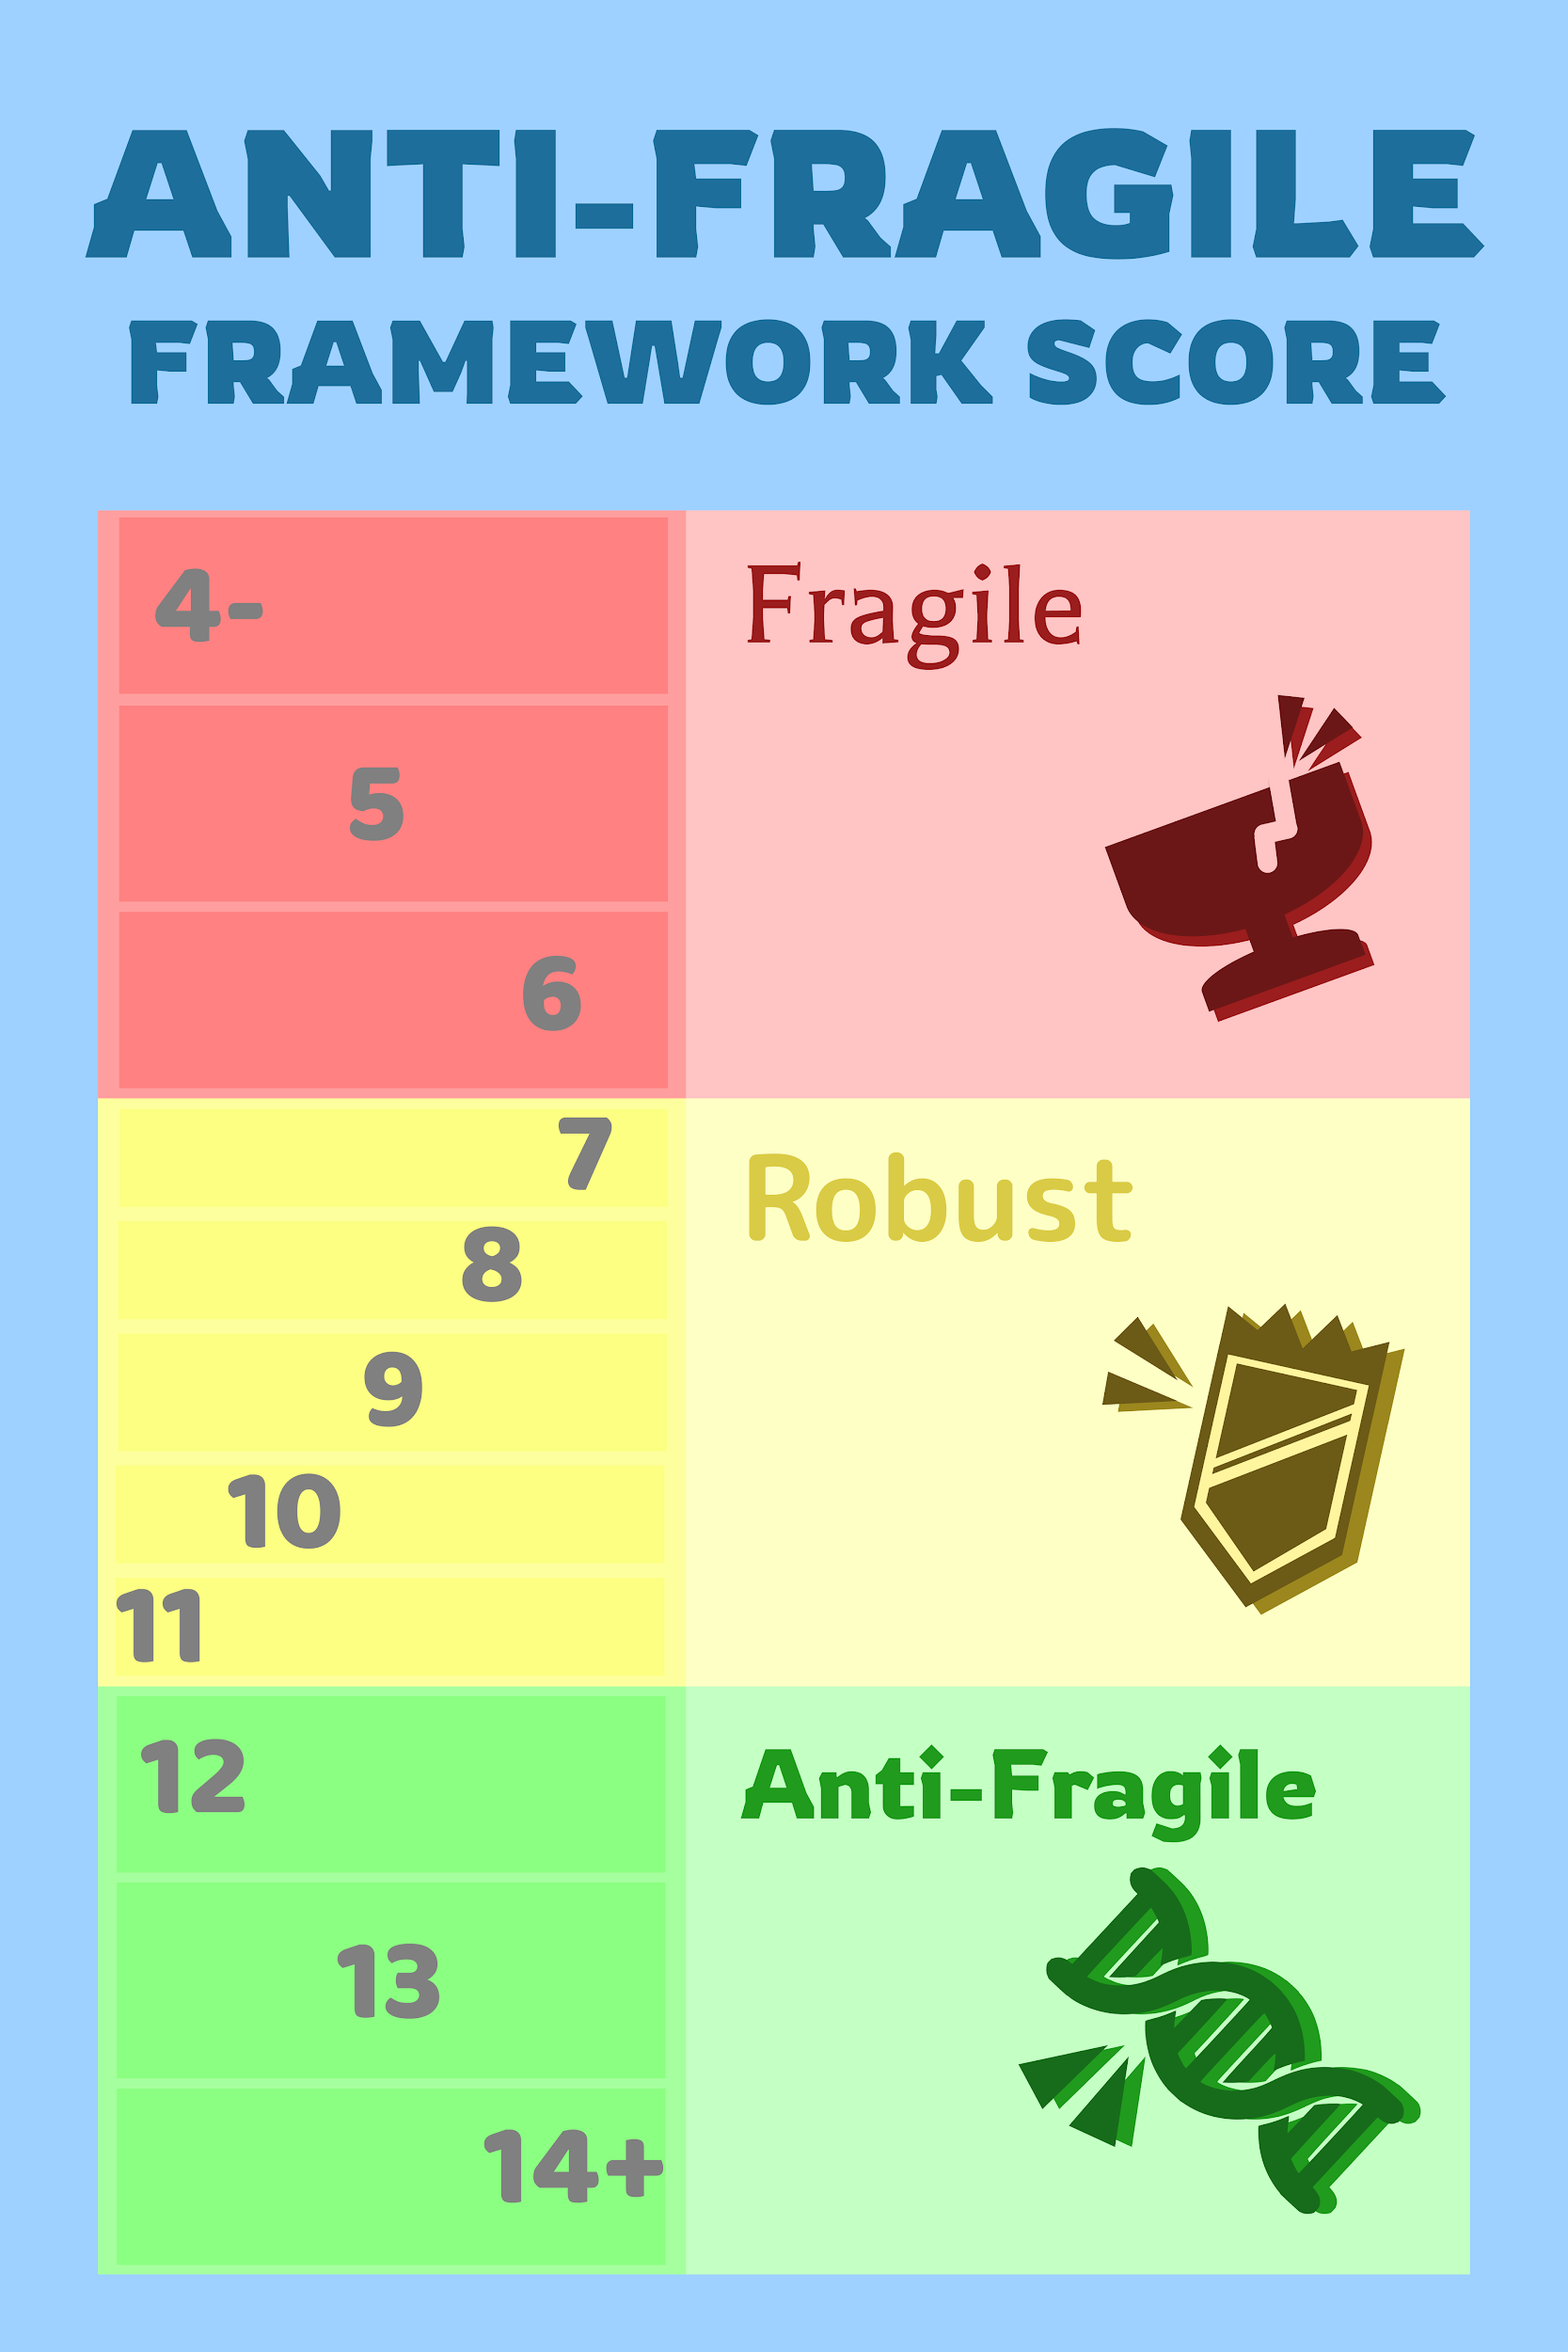 ANTI-FRAGILE
FRAMEWORK SCORE
4-
Fragile
5
6
7
Robust
8
9
10
11
12
Anti-Fragile
13
14+